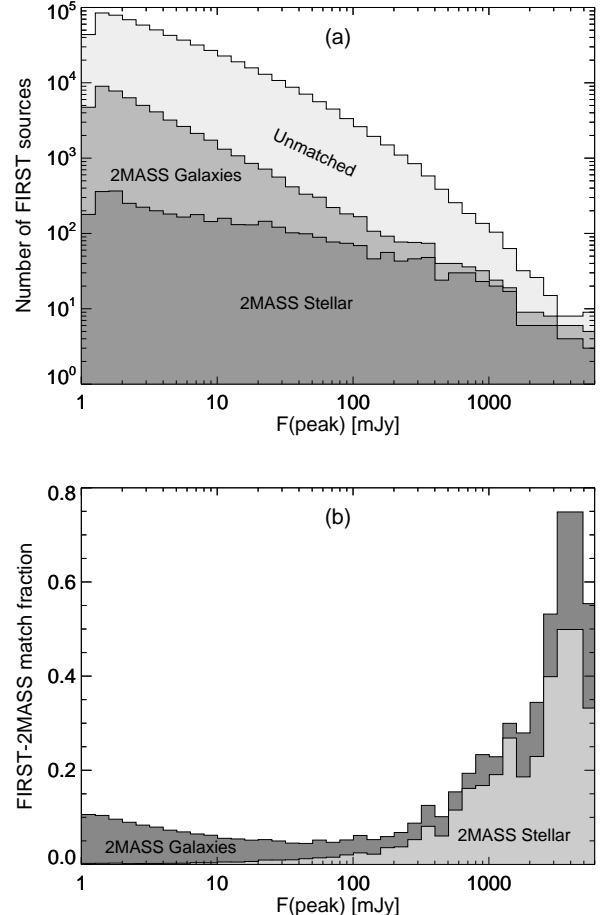 (a)
Number of FIRST sources
10^5
10^4
10^3
10^2
10^1
10^0
Unmatched
2MASS Galaxies
2MASS Stellar
1 10 100 1000
F(peak) [mJy]
(b)
FIRST-2MASS match fraction
0.8
0.6
0.4
0.2
0.0
2MASS Galaxies
2MASS Stellar
1 10 100 1000
F(peak) [mJy]